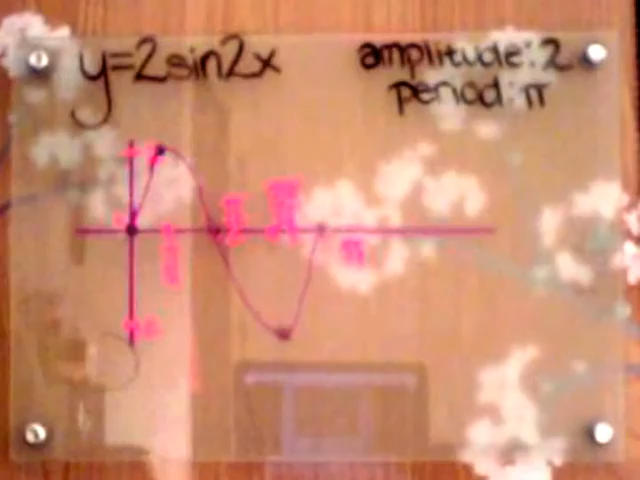 y=2sin2x
amplitude: 2
period: π
π